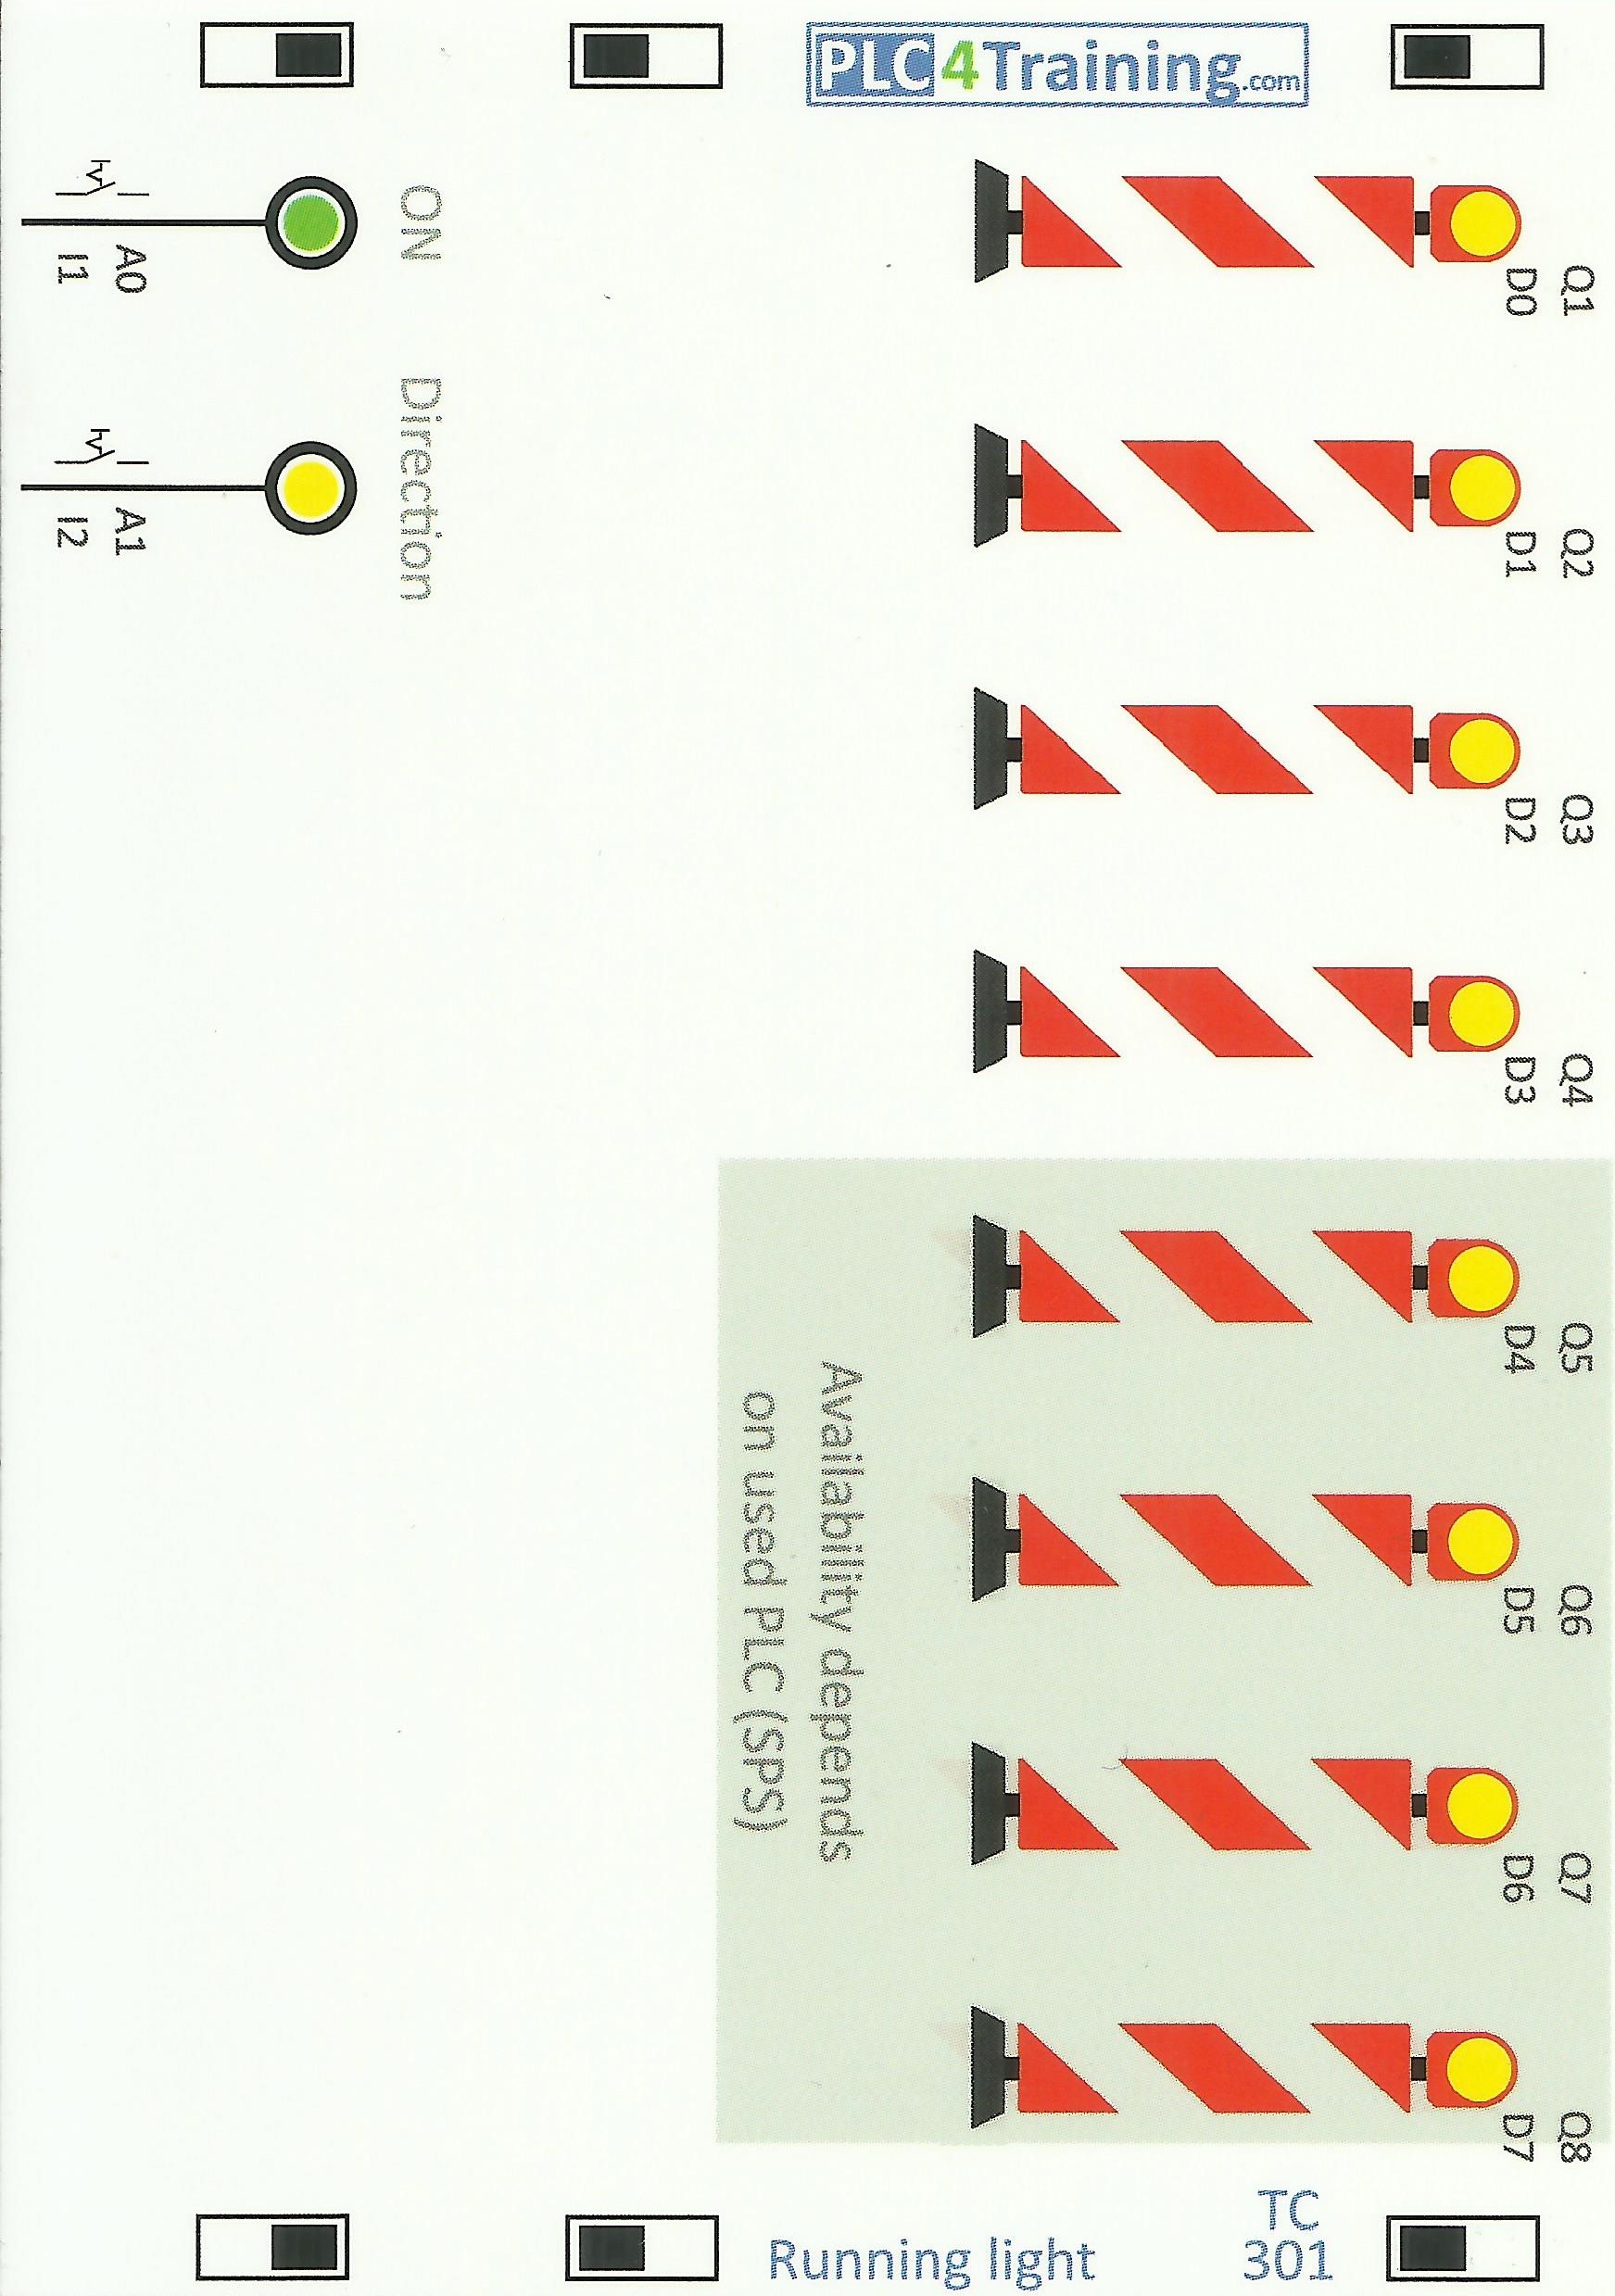 Q1 Q2 Q3 Q4 Q5 Q6 Q7 Q8
D0 D1 D2 D3 D4 D5 D6 D7
PLC4Training.com
TC
301
Running light
Availability depends
on used PLC (SPS)
ON Direction
A0 A1
I1 I2